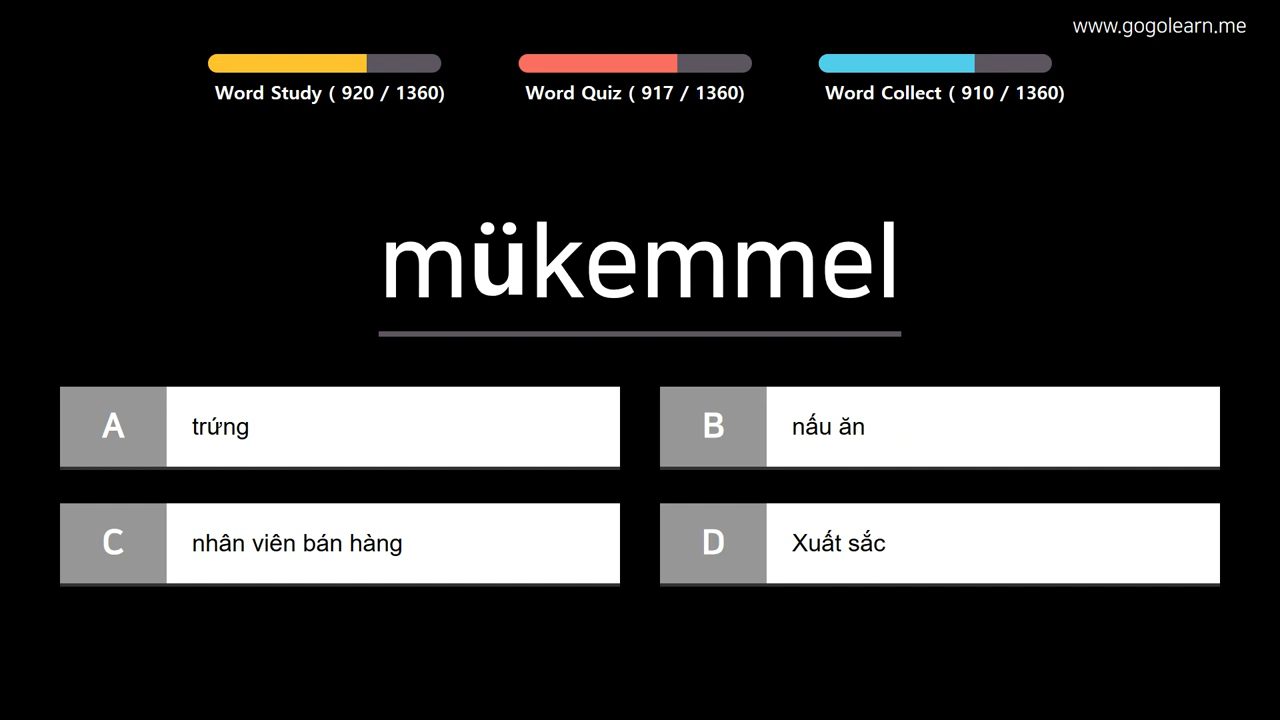 www.gogolearn.me
Word Study ( 920 / 1360)
Word Quiz ( 917 / 1360)
Word Collect ( 910 / 1360)
mükemmel
A
trứng
B
nấu ăn
C
nhân viên bán hàng
D
Xuất sắc